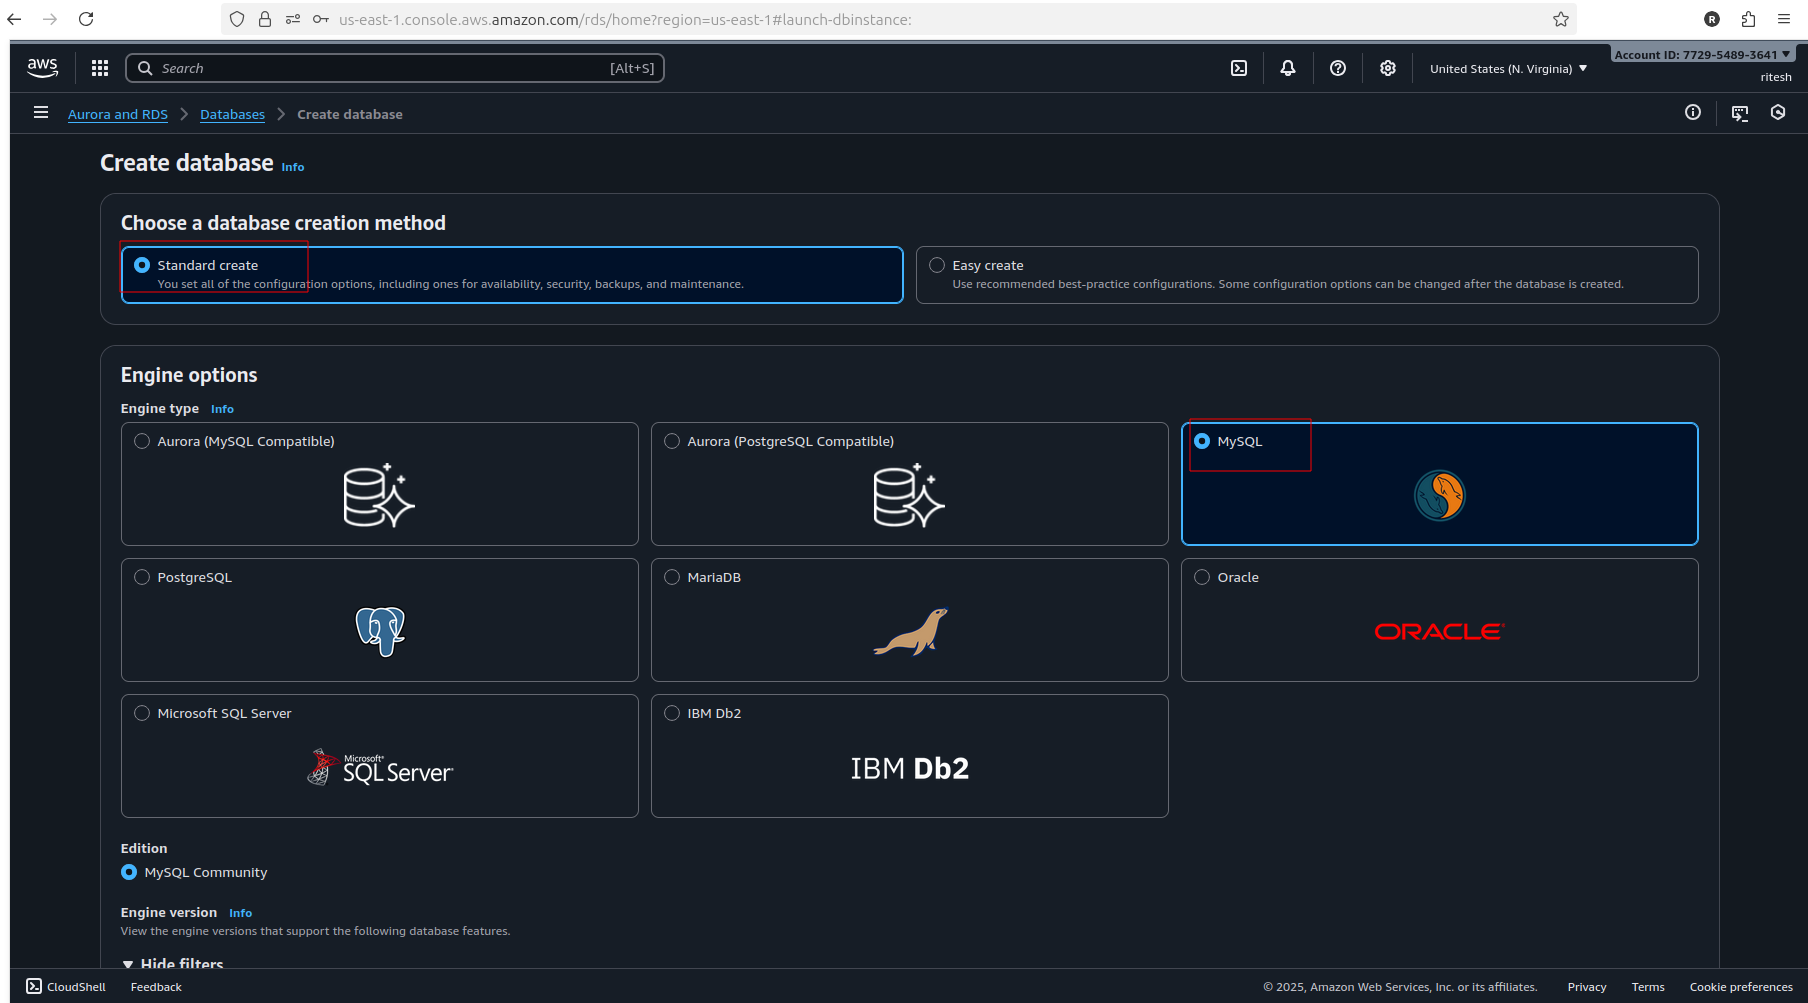 us-east-1.console.aws.amazon.com/rds/home?region=us-east-1#launch-dbinstance:
R
aws
Search
[Alt+S]
United States (N. Virginia)
Account ID: 7729-5489-3641
ritesh
Aurora and RDS
Databases
Create database
Create database Info
Choose a database creation method
Standard create
You set all of the configuration options, including ones for availability, security, backups, and maintenance.
Easy create
Use recommended best-practice configurations. Some configuration options can be changed after the database is created.
Engine options
Engine type Info
Aurora (MySQL Compatible)
Aurora (PostgreSQL Compatible)
MySQL
PostgreSQL
MariaDB
Oracle
ORACLE
Microsoft SQL Server
Microsoft
SQL Server
IBM Db2
IBM Db2
Edition
MySQL Community
Engine version Info
View the engine versions that support the following database features.
Hide filters
CloudShell
Feedback
© 2025, Amazon Web Services, Inc. or its affiliates.
Privacy
Terms
Cookie preferences